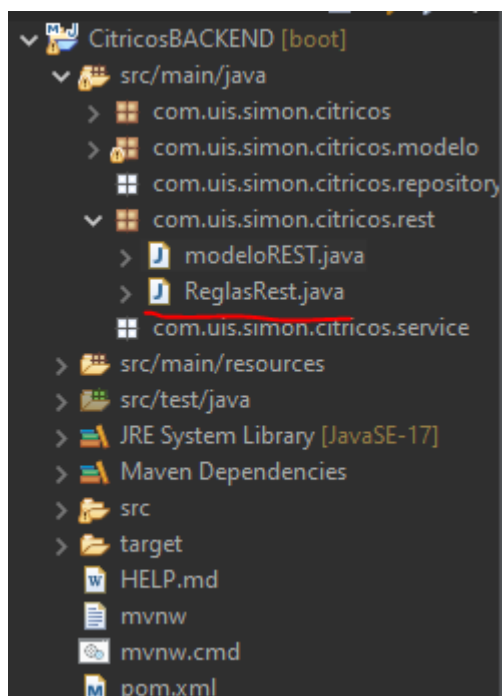 CitricosBACKEND [boot]
src/main/java
com.uis.simon.citricos
com.uis.simon.citricos.modelo
com.uis.simon.citricos.repository
com.uis.simon.citricos.rest
modeloREST.java
ReglasRest.java
com.uis.simon.citricos.service
src/main/resources
src/test/java
JRE System Library [JavaSE-17]
Maven Dependencies
src
target
HELP.md
mvnw
mvnw.cmd
pom.xml